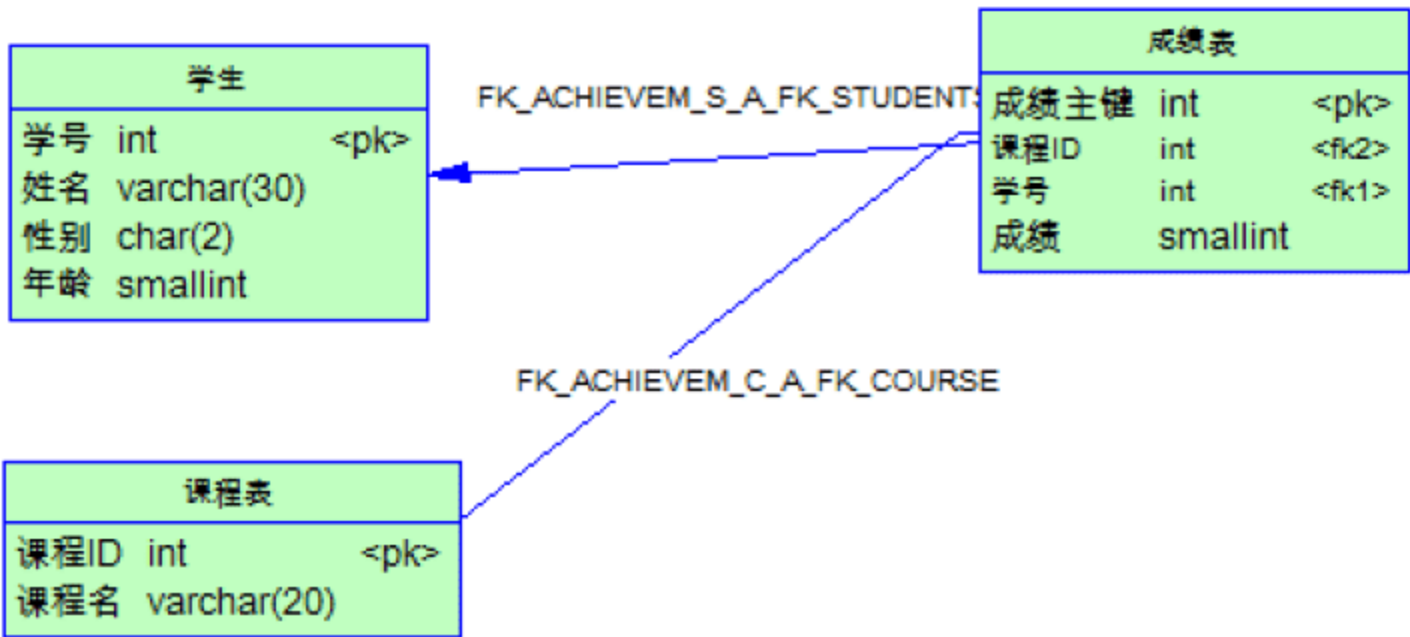 学生
学号 int <pk>
姓名 varchar(30)
性别 char(2)
年龄 smallint
FK_ACHIEVEM_S_A_FK_STUDENTS
成绩表
成绩主键 int <pk>
课程ID int <fk2>
学号 int <fk1>
成绩 smallint
FK_ACHIEVEM_C_A_FK_COURSE
课程表
课程ID int <pk>
课程名 varchar(20)